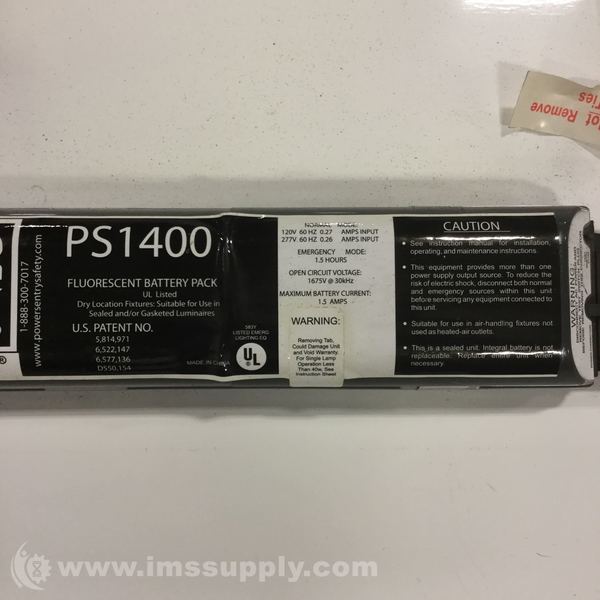 Not Remove
Ties
www.powersentrysafety.com
1-888-300-7017
®
PS1400
FLUORESCENT BATTERY PACK
UL Listed
Dry Location Fixtures: Suitable for Use in
Sealed and/or Gasketed Luminaires
U.S. PATENT NO.
5,814,971
6,522,147
6,577,136
D550,154
MADE IN CHINA
583Y
LISTED EMERG.
LIGHTING EQ
UL
NORMAL MODE:
120V 60 HZ 0.27 AMPS INPUT
277V 60 HZ 0.26 AMPS INPUT
EMERGENCY MODE:
1.5 HOURS
OPEN CIRCUIT VOLTAGE:
1675V @ 30kHz
MAXIMUM BATTERY CURRENT:
1.5 AMPS
WARNING:
Removing Tab,
Could Damage Unit
and Void Warranty.
For Single Lamp
Operation Less
Than 40w, See
Instruction Sheet
CAUTION
• See instruction manual for installation,
operating, and maintenance instructions.
• This equipment provides more than one
power supply output source. To reduce the
risk of electric shock, disconnect both normal
and emergency sources within this unit
before servicing any equipment connected to
this unit.
• Suitable for use in air-handling fixtures not
used as heated-air outlets.
• This is a sealed unit. Integral battery is not
replaceable. Replace entire unit when
necessary.
WARNING:
www.imssupply.com